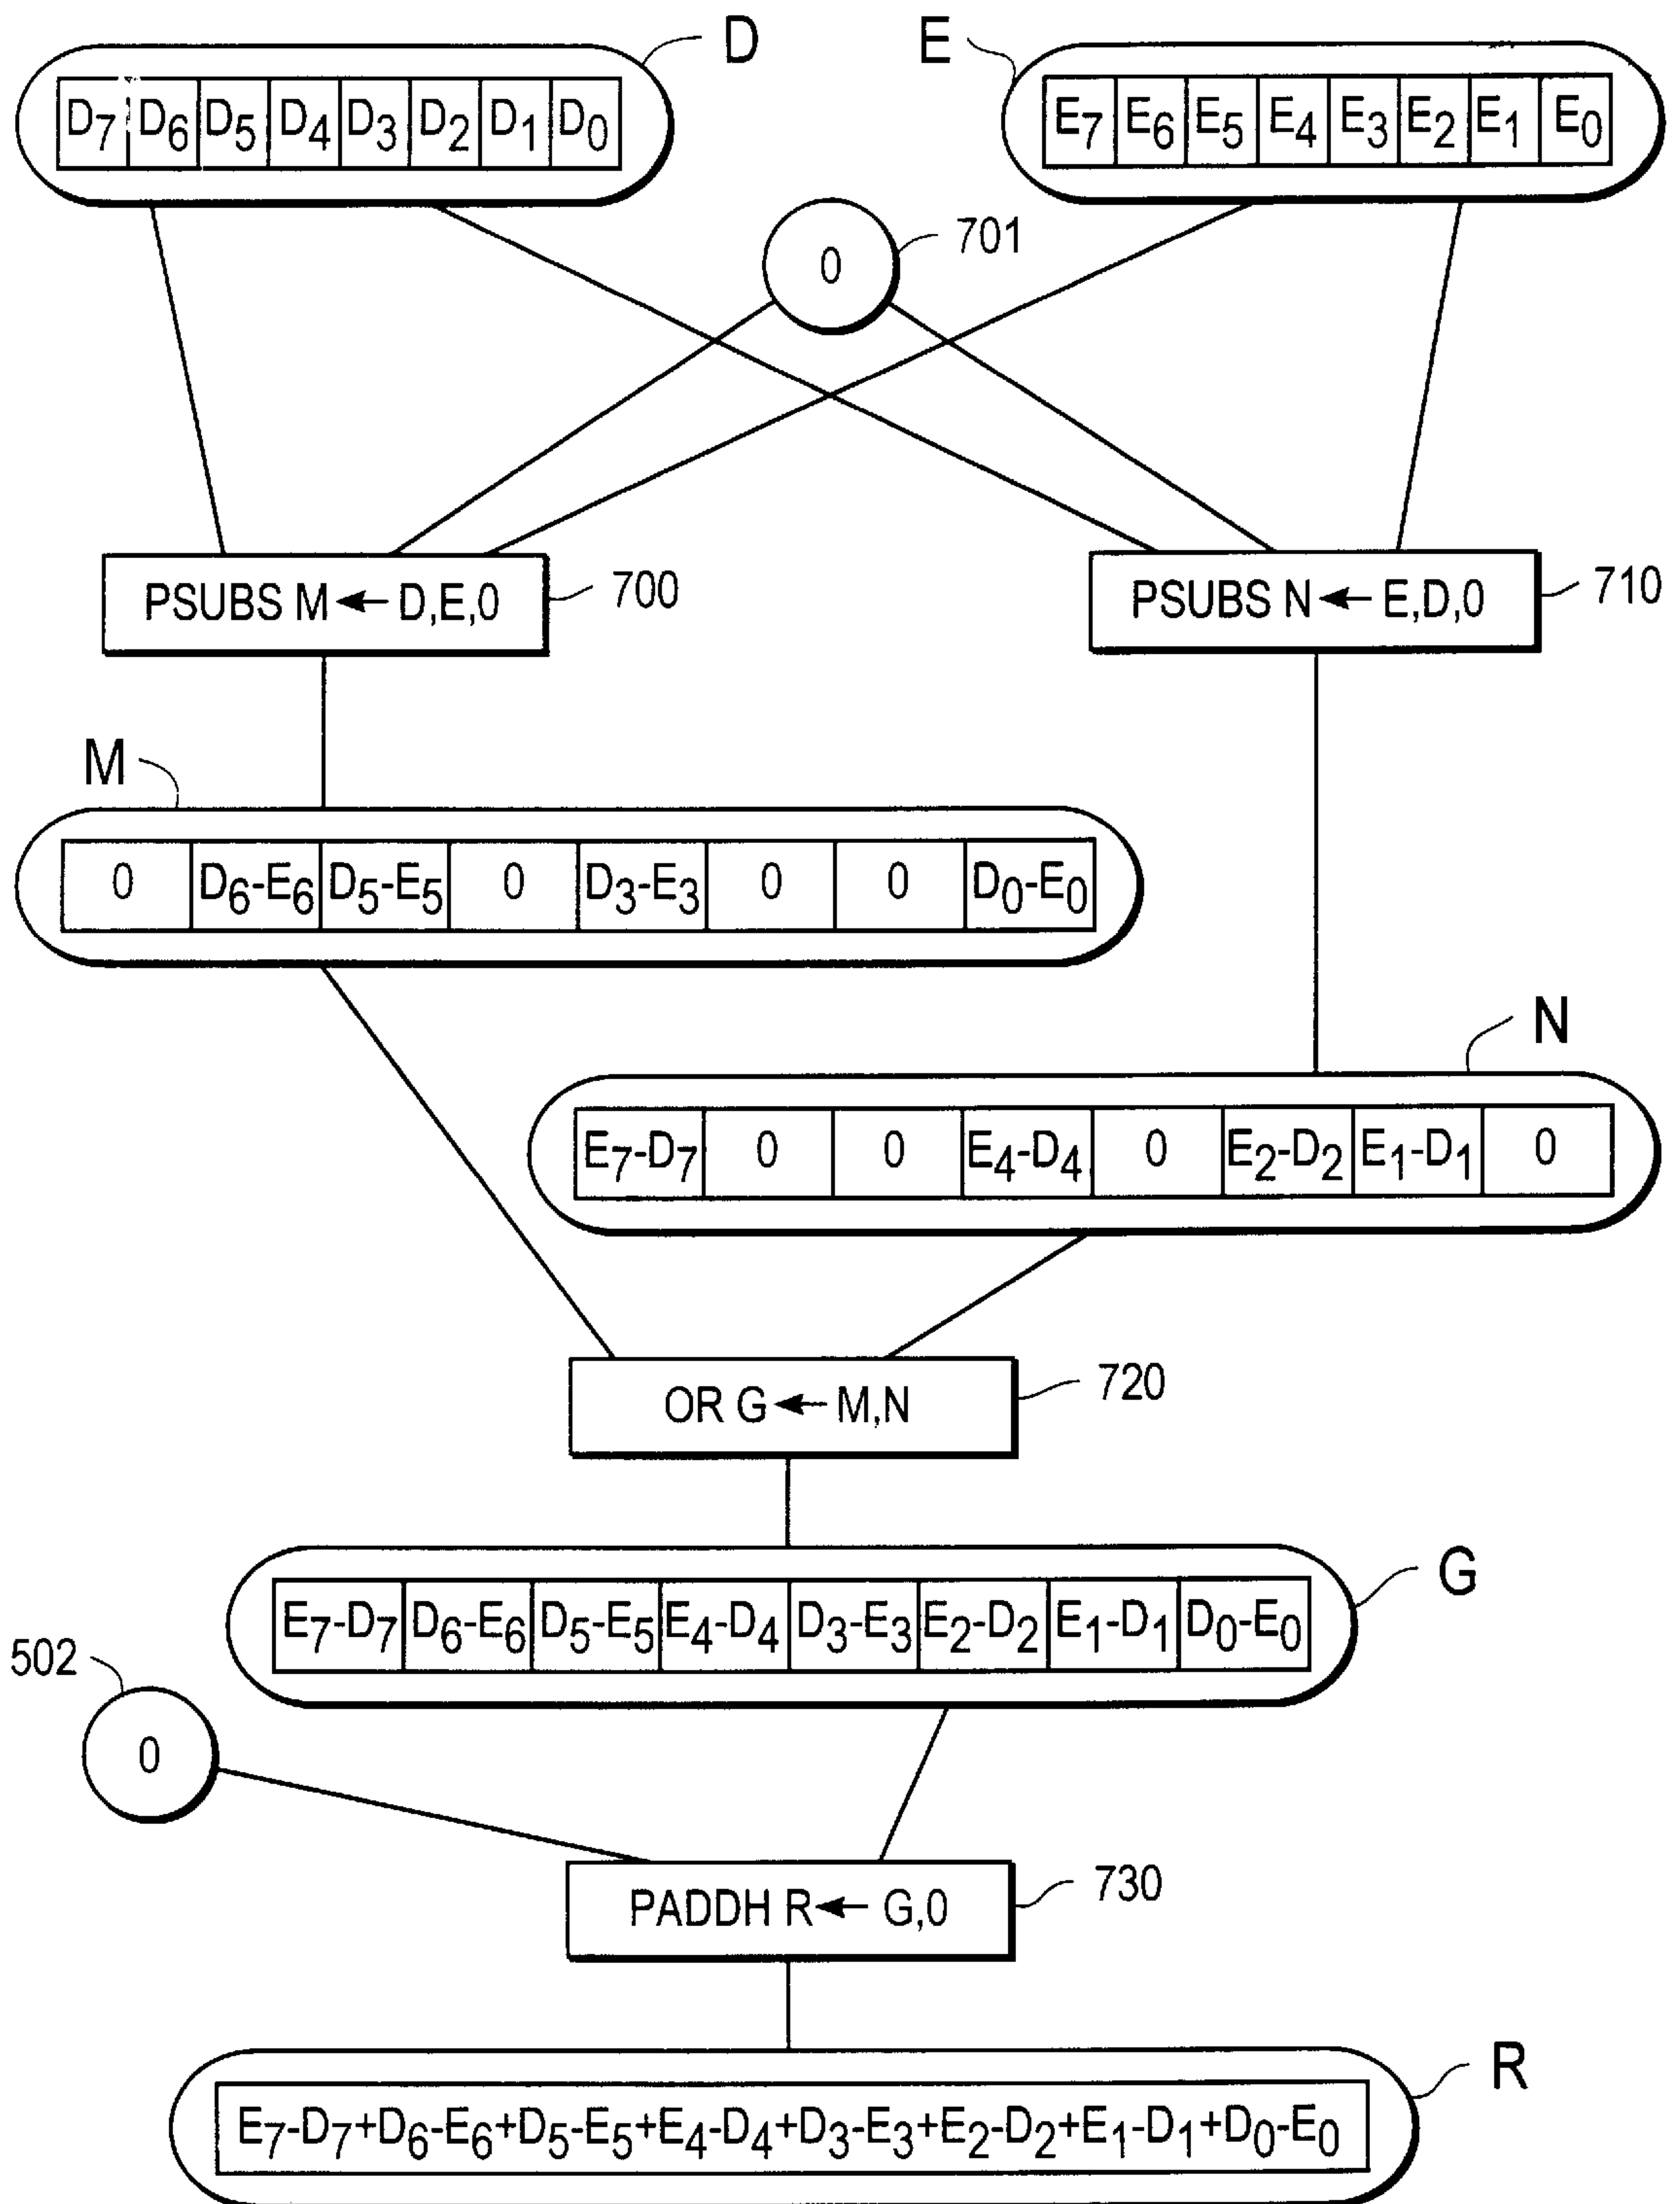 D
E
D7 D6 D5 D4 D3 D2 D1 D0
E7 E6 E5 E4 E3 E2 E1 E0
0
701
PSUBS M ← D,E,0
700
PSUBS N ← E,D,0
710
M
0 D6-E6 D5-E5 0 D3-E3 0 0 D0-E0
N
E7-D7 0 0 E4-D4 0 E2-D2 E1-D1 0
OR G ← M,N
720
G
E7-D7 D6-E6 D5-E5 E4-D4 D3-E3 E2-D2 E1-D1 D0-E0
502
0
PADDH R ← G,0
730
R
E7-D7+D6-E6+D5-E5+E4-D4+D3-E3+E2-D2+E1-D1+D0-E0